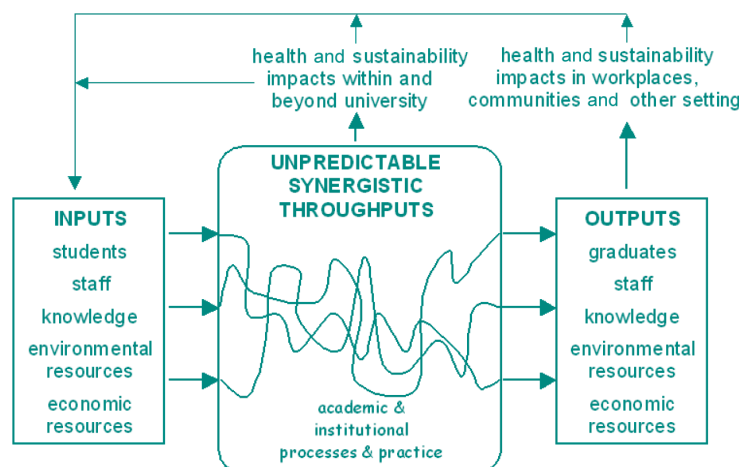 health and sustainability
impacts within and
beyond university
health and sustainability
impacts in workplaces,
communities and other setting
UNPREDICTABLE
SYNERGISTIC
THROUGHPUTS
INPUTS
students
staff
knowledge
environmental
resources
economic
resources
academic &
institutional
processes & practice
OUTPUTS
graduates
staff
knowledge
environmental
resources
economic
resources